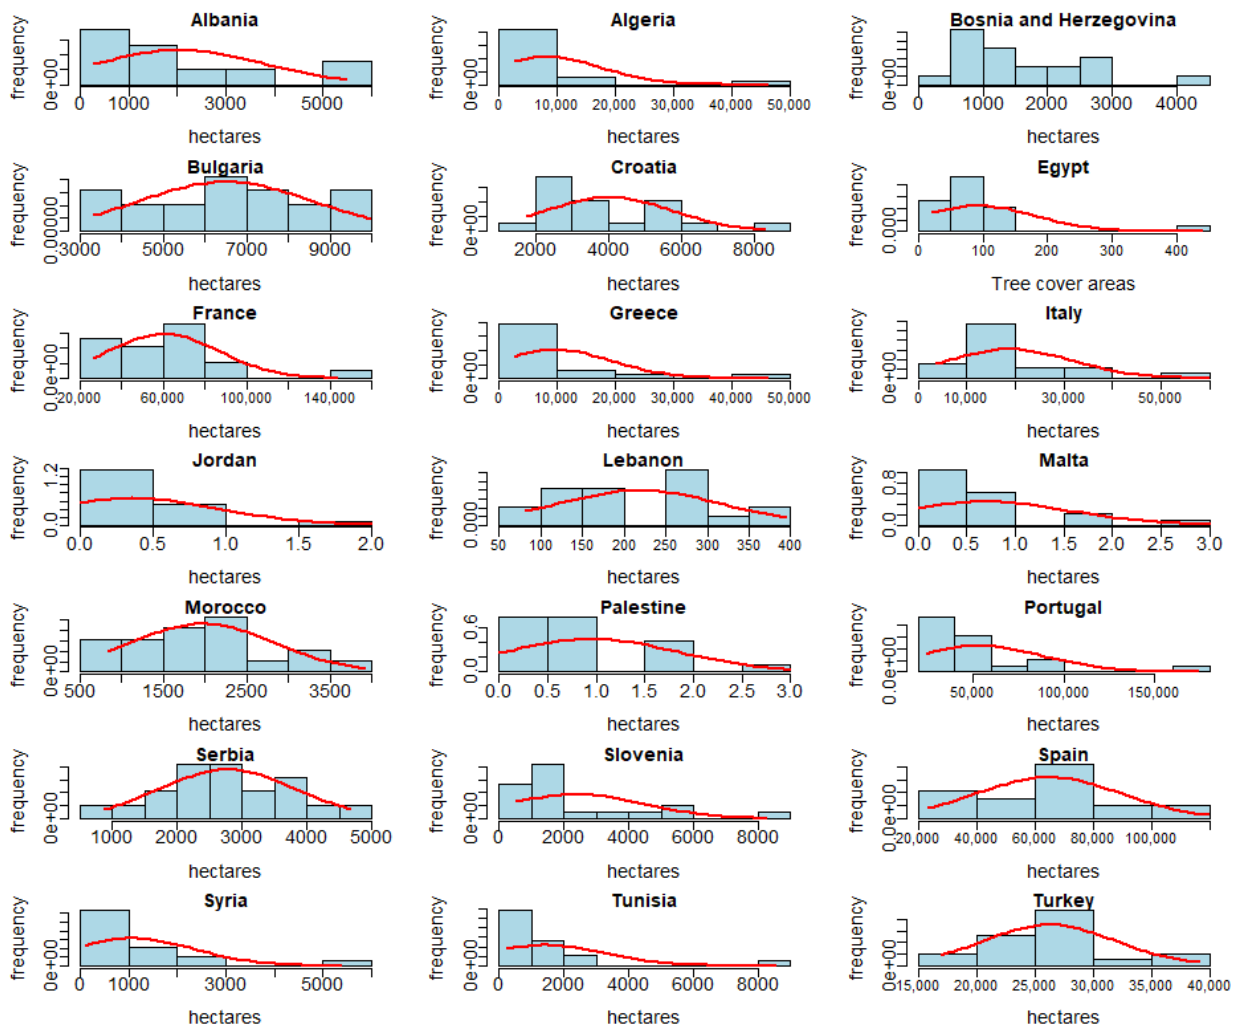 Albania
frequency
0e+00
0 1000 3000 5000
hectares
Algeria
frequency
0e+00
0 10,000 20,000 30,000 40,000 50,000
hectares
Bosnia and Herzegovina
frequency
0e+00
0 1000 2000 3000 4000
hectares
Bulgaria
frequency
0.00000
3000 5000 7000 9000
hectares
Croatia
frequency
0e+00
2000 4000 6000 8000
hectares
Egypt
frequency
0.000
0 100 200 300 400
Tree cover areas
France
frequency
0.0e+00
20,000 60,000 100,000 140,000
hectares
Greece
frequency
0e+00
0 10,000 20,000 30,000 40,000 50,000
hectares
Italy
frequency
0e+00
0 10,000 30,000 50,000
hectares
Jordan
frequency
0.0 1.2
0.0 0.5 1.0 1.5 2.0
hectares
Lebanon
frequency
0.000
50 100 150 200 250 300 350 400
hectares
Malta
frequency
0.0 0.8
0.0 0.5 1.0 1.5 2.0 2.5 3.0
hectares
Morocco
frequency
0e+00
500 1500 2500 3500
hectares
Palestine
frequency
0.0 0.6
0.0 0.5 1.0 1.5 2.0 2.5 3.0
hectares
Portugal
frequency
0.0e+00
50,000 100,000 150,000
hectares
Serbia
frequency
0e+00
1000 2000 3000 4000 5000
hectares
Slovenia
frequency
0e+00
0 2000 4000 6000 8000
hectares
Spain
frequency
0.0e+00
20,000 40,000 60,000 80,000 100,000
hectares
Syria
frequency
0e+00
0 1000 3000 5000
hectares
Tunisia
frequency
0e+00
0 2000 4000 6000 8000
hectares
Turkey
frequency
0e+00
15,000 20,000 25,000 30,000 35,000 40,000
hectares